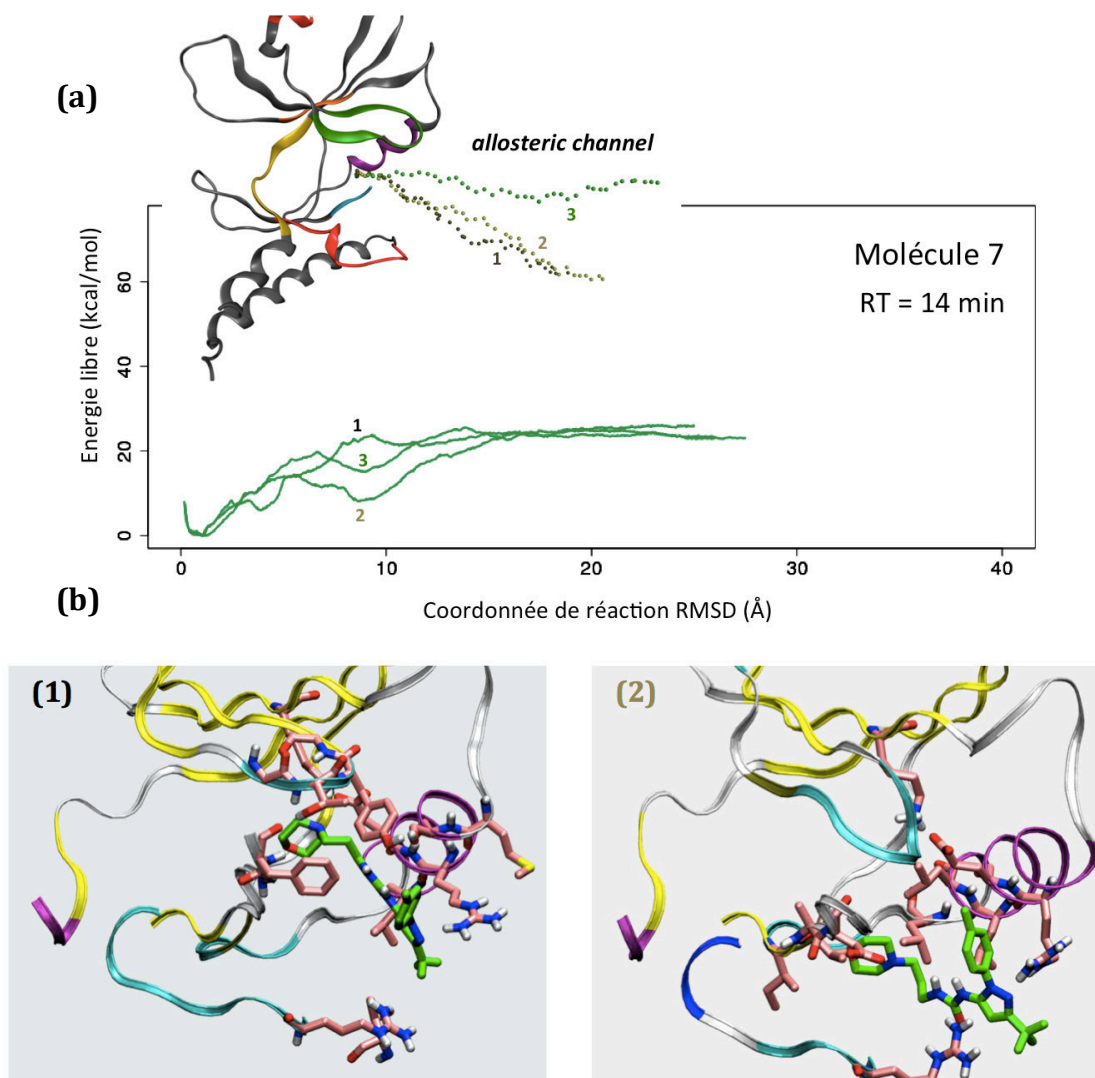 (a)
allosteric channel
3
2
1
Molécule 7
RT = 14 min
Energie libre (kcal/mol)
60
40
20
0
1
3
2
0
10
20
30
40
Coordonnée de réaction RMSD (Å)
(b)
(1)
(2)